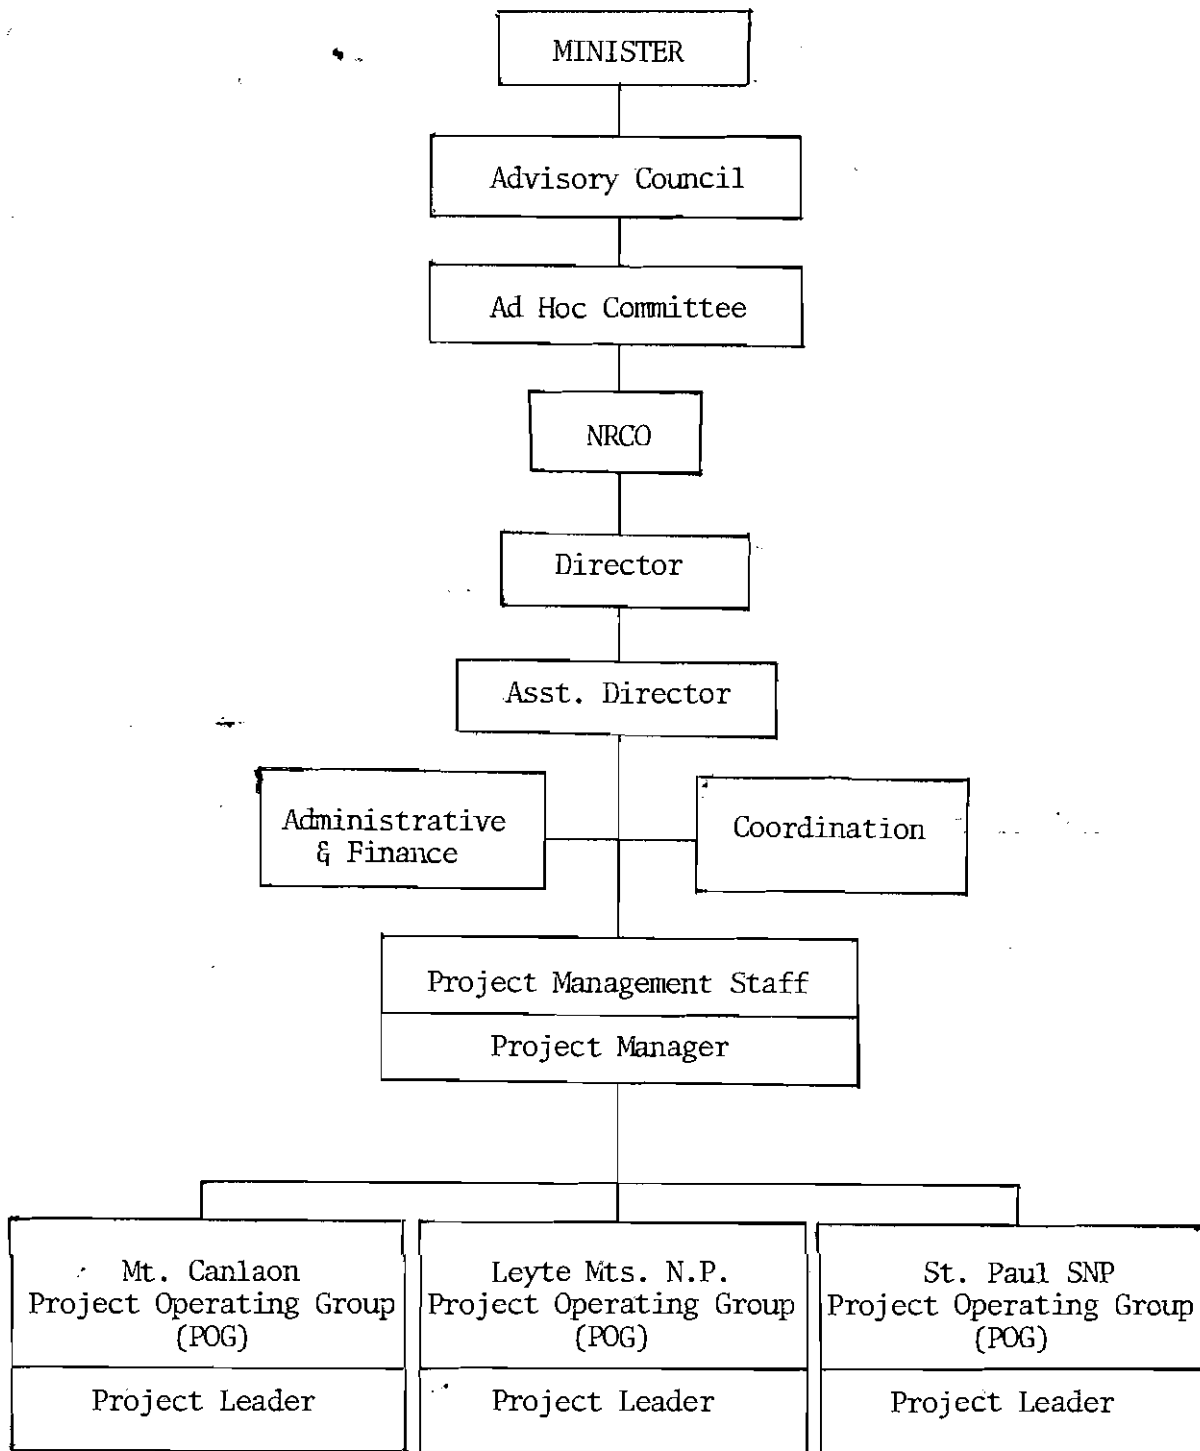 MINISTER
Advisory Council
Ad Hoc Committee
NRCO
Director
Asst. Director
Administrative
& Finance
Coordination
Project Management Staff
Project Manager
Mt. Canlaon
Project Operating Group
(POG)
Project Leader
Leyte Mts. N.P.
Project Operating Group
(POG)
Project Leader
St. Paul SNP
Project Operating Group
(POG)
Project Leader